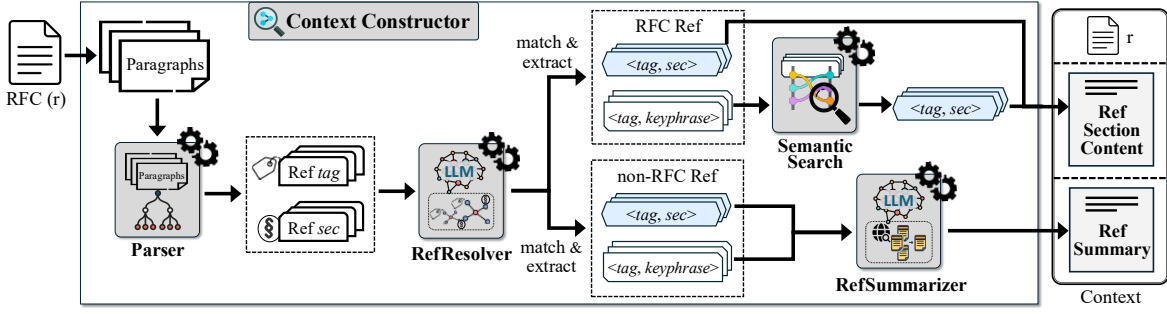 Context Constructor
RFC (r)
Paragraphs
Paragraphs
Parser
Ref tag
§
Ref sec
LLM
§
§
RefResolver
match &
extract
match &
extract
RFC Ref
<tag, sec>
<tag, keyphrase>
Semantic
Search
<tag, sec>
non-RFC Ref
<tag, sec>
<tag, keyphrase>
LLM
RefSummarizer
r
Ref
Section
Content
Ref
Summary
Context